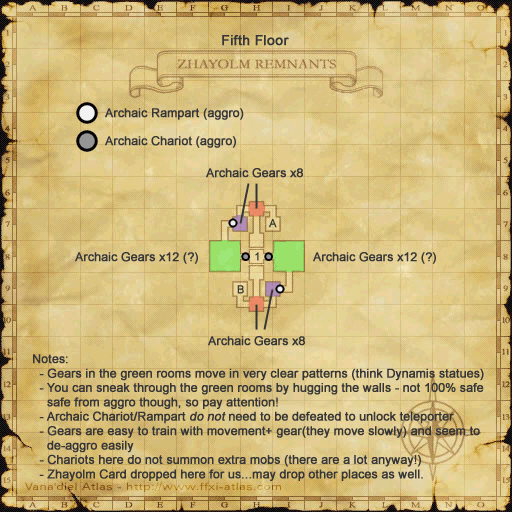 A B C D E F G H I J K L M N O
Fifth Floor
ZHAYOLM REMNANTS
Archaic Rampart (aggro)
Archaic Chariot (aggro)
Archaic Gears x8
A
Archaic Gears x12 (?)
1
Archaic Gears x12 (?)
B
Archaic Gears x8
Notes:
- Gears in the green rooms move in very clear patterns (think Dynamis statues)
- You can sneak through the green rooms by hugging the walls - not 100% safe
safe from aggro though, so pay attention!
- Archaic Chariot/Rampart do not need to be defeated to unlock teleporter
- Gears are easy to train with movement+ gear(they move slowly) and seem to
de-aggro easily
- Chariots here do not summon extra mobs (there are a lot anyway!)
- Zhayolm Card dropped here for us...may drop other places as well.
Vana'diel Atlas - http://www.ffxi-atlas.com